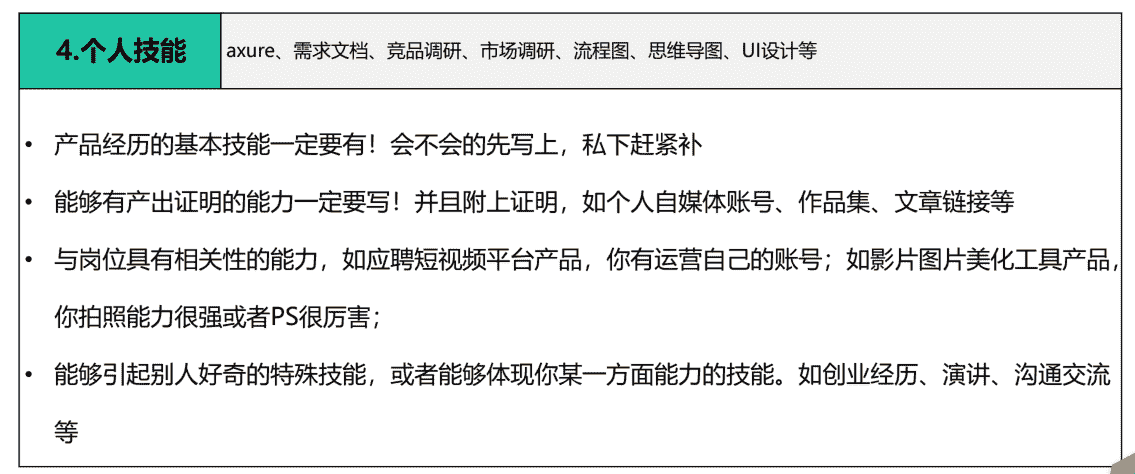 4.个人技能
axure、需求文档、竞品调研、市场调研、流程图、思维导图、UI设计等
• 产品经历的基本技能一定要有！会不会的先写上，私下赶紧补
• 能够有产出证明的能力一定要写！并且附上证明，如个人自媒体账号、作品集、文章链接等
• 与岗位具有相关性的能力，如应聘短视频平台产品，你有运营自己的账号；如影片图片美化工具产品，
你拍照能力很强或者PS很厉害；
• 能够引起别人好奇的特殊技能，或者能够体现你某一方面能力的技能。如创业经历、演讲、沟通交流
等